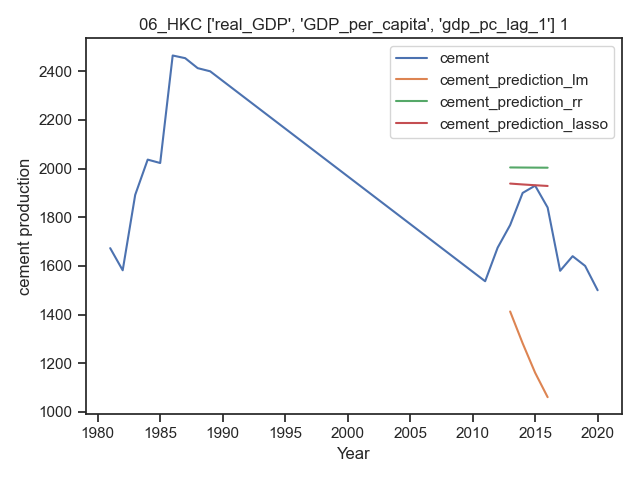 06_HKC ['real_GDP', 'GDP_per_capita', 'gdp_pc_lag_1'] 1
cement
cement_prediction_lm
cement_prediction_rr
cement_prediction_lasso
cement production
2400
2200
2000
1800
1600
1400
1200
1000
1980 1985 1990 1995 2000 2005 2010 2015 2020
Year